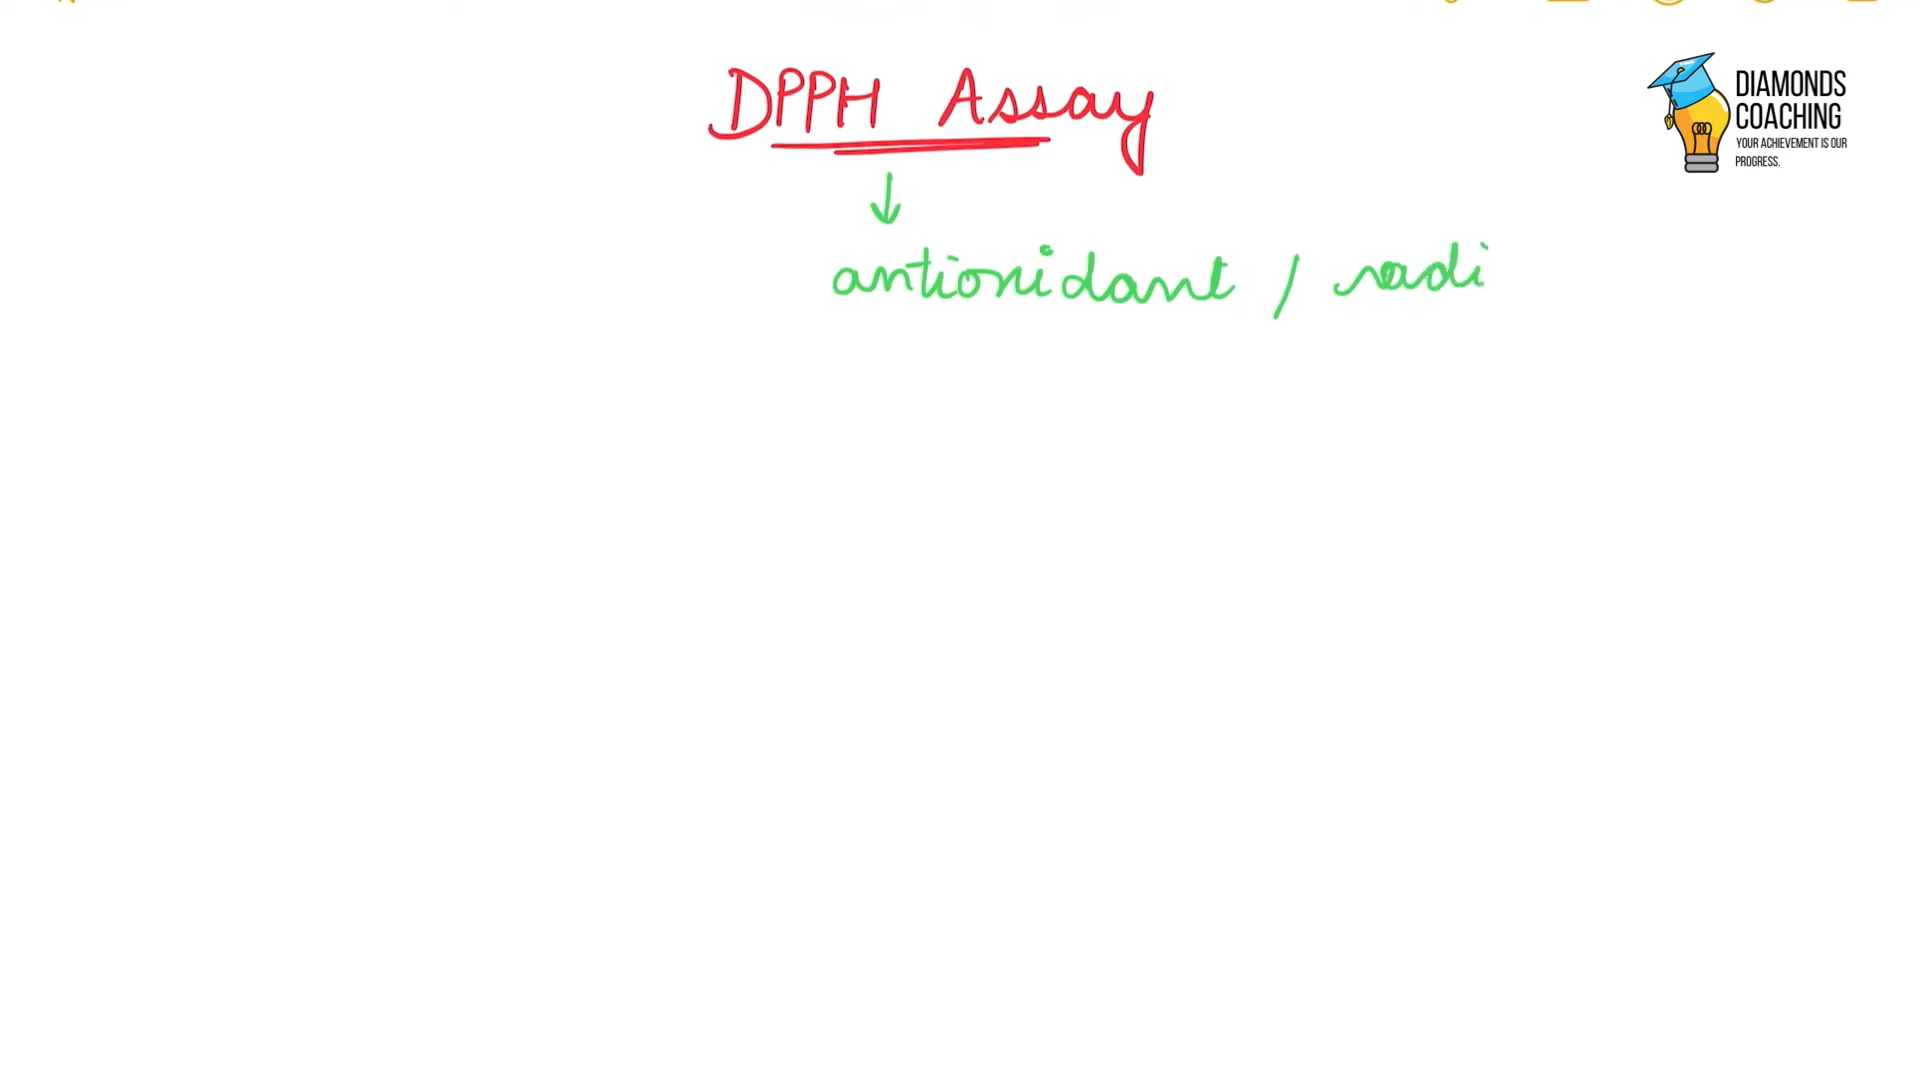 DPPH Assay
↓
antioxidant / radi
DIAMONDS
COACHING
YOUR ACHIEVEMENT IS OUR
PROGRESS.